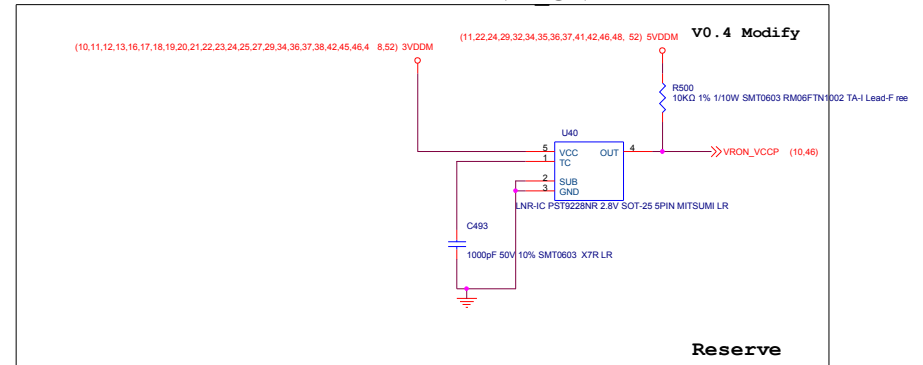 V0.4 Modify
(10,11,12,13,16,17,18,19,20,21,22,23,24,25,27,29,34,36,37,38,42,45,46,4 8,52) 3VDDM
(11,22,24,29,32,34,35,36,37,41,42,46,48, 52) 5VDDM
R500
10KΩ 1% 1/10W SMT0603 RM06FTN1002 TA-I Lead-F ree
U40
5 VCC OUT 4
1 TC
2 SUB
3 GND
VRON_VCCP (10,46)
LNR-IC PST9228NR 2.8V SOT-25 5PIN MITSUMI LR
C493
1000pF 50V 10% SMT0603 X7R LR
Reserve